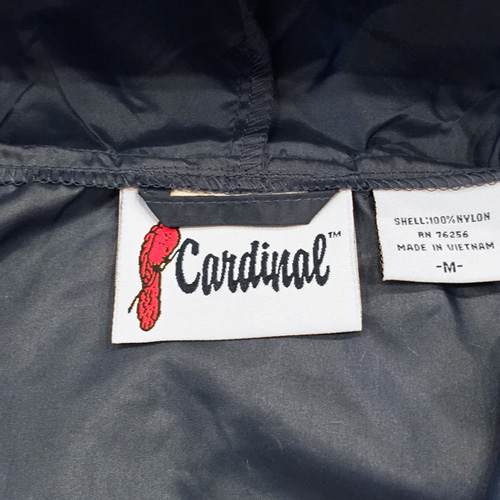 Cardinal™
SHELL:100%NYLON
RN 76256
MADE IN VIETNAM
-M-